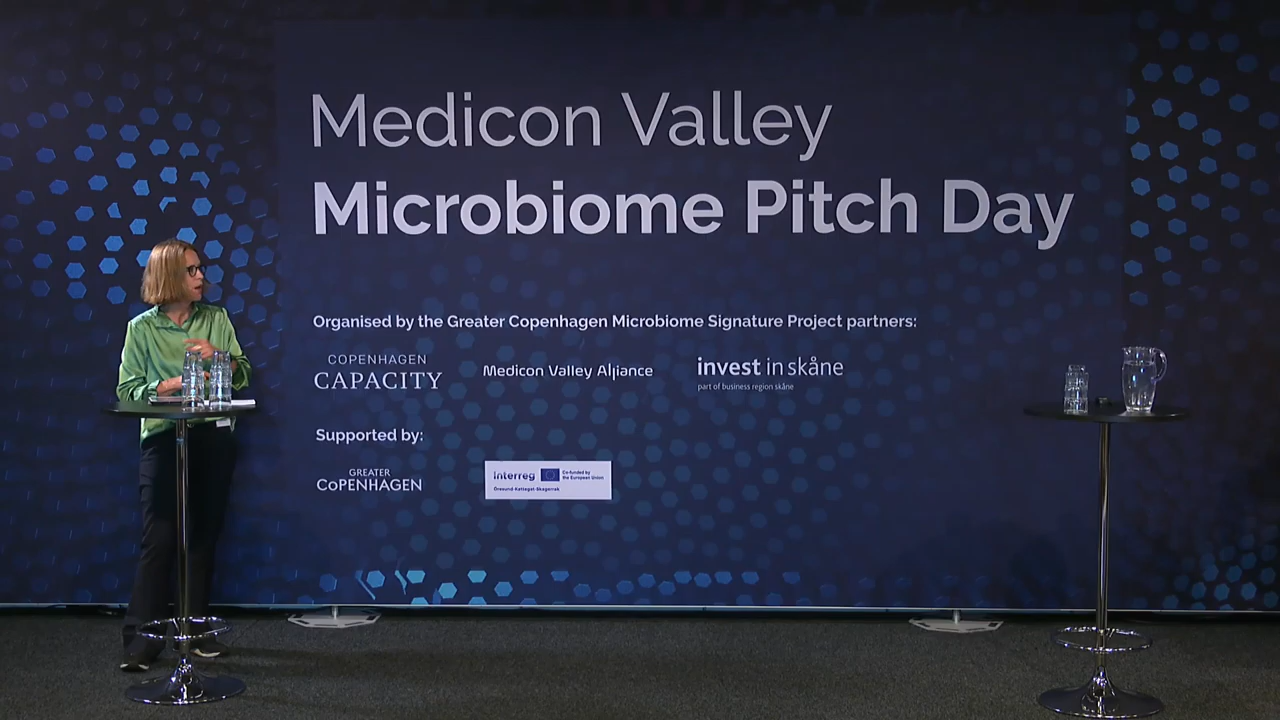 Medicon Valley
Microbiome Pitch Day
Organised by the Greater Copenhagen Microbiome Signature Project partners:
COPENHAGEN
CAPACITY
Medicon Valley Alliance
invest in skåne
part of business region skåne
Supported by:
GREATER
COPENHAGEN
Interreg
Co-funded by
the European Union
Öresund-Kattegat-Skagerrak